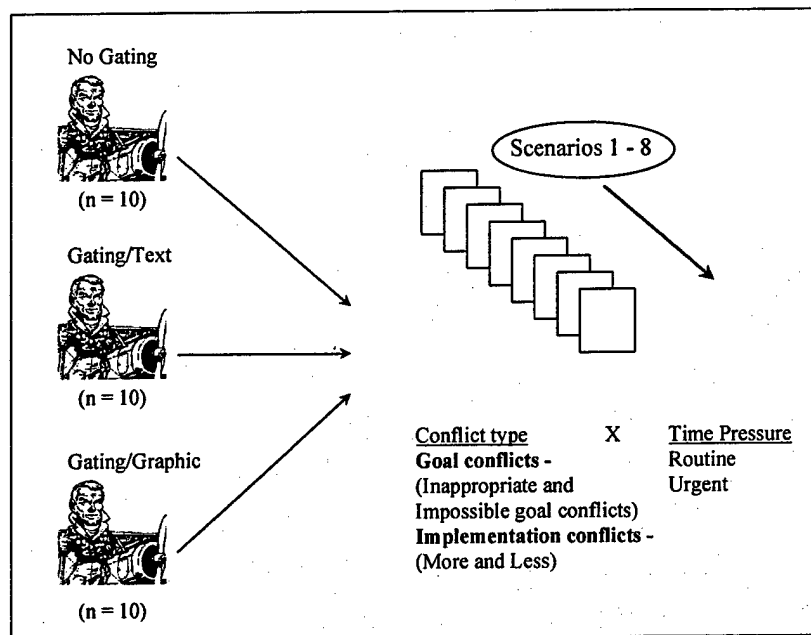 No Gating
(n = 10)
Gating/Text
(n = 10)
Gating/Graphic
(n = 10)
Scenarios 1 - 8
Conflict type X Time Pressure
Goal conflicts - Routine
(Inappropriate and Urgent
Impossible goal conflicts)
Implementation conflicts -
(More and Less)